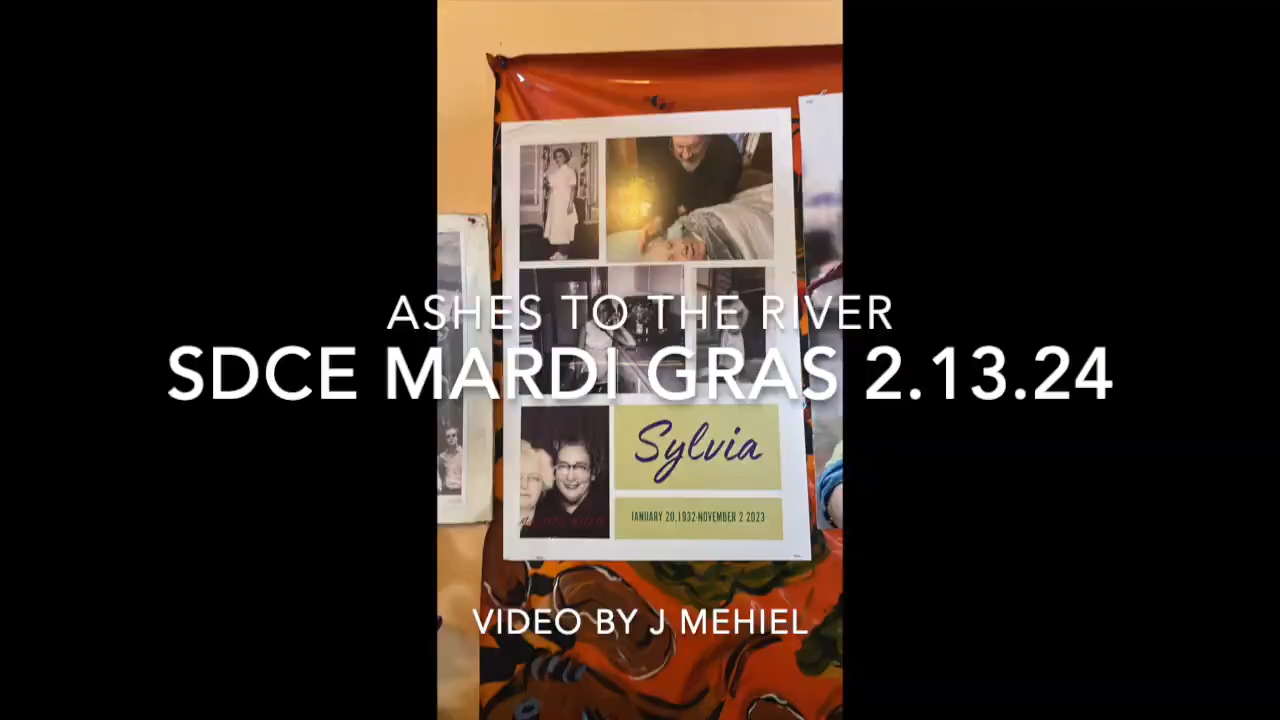 ASHES TO THE RIVER
SDCE MARDI GRAS 2.13.24
Sylvia
JANUARY 20,1932-NOVEMBER 2 2023
VIDEO BY J MEHIEL